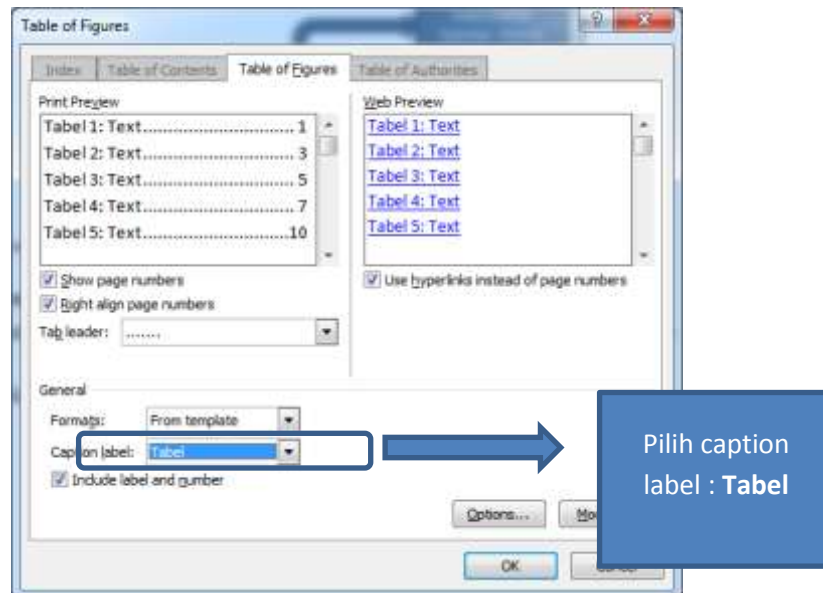 Table of Figures
Index Table of Contents Table of Figures Table of Authorities
Print Preview
Tabel 1: Text................................ 1
Tabel 2: Text................................ 3
Tabel 3: Text................................ 5
Tabel 4: Text................................ 7
Tabel 5: Text...............................10
Show page numbers
Right align page numbers
Tab leader: .......
Web Preview
Tabel 1: Text
Tabel 2: Text
Tabel 3: Text
Tabel 4: Text
Tabel 5: Text
Use hyperlinks instead of page numbers
General
Formats: From template
Caption label: Tabel
Include label and number
Options...
OK
Pilih caption
label : Tabel